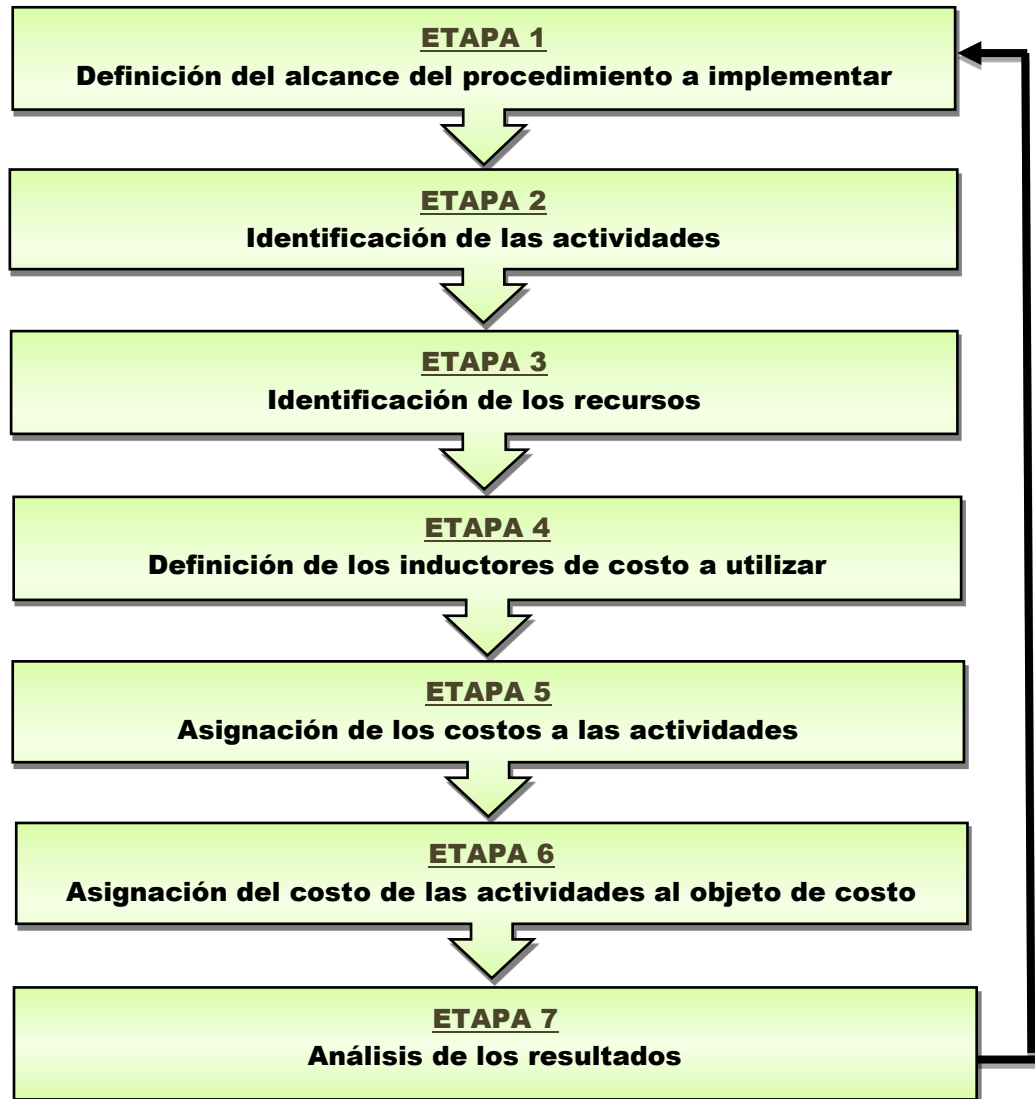 ETAPA 1
Definición del alcance del procedimiento a implementar
ETAPA 2
Identificación de las actividades
ETAPA 3
Identificación de los recursos
ETAPA 4
Definición de los inductores de costo a utilizar
ETAPA 5
Asignación de los costos a las actividades
ETAPA 6
Asignación del costo de las actividades al objeto de costo
ETAPA 7
Análisis de los resultados